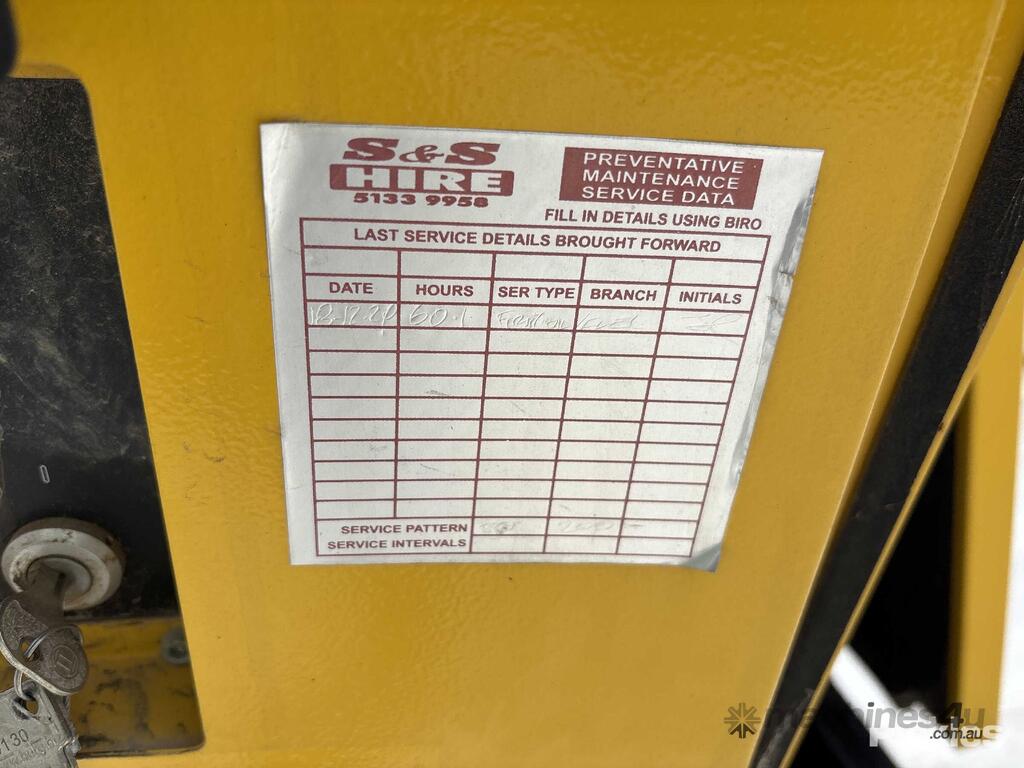 S&S
HIRE
5133 9958
PREVENTATIVE
MAINTENANCE
SERVICE DATA
FILL IN DETAILS USING BIRO
LAST SERVICE DETAILS BROUGHT FORWARD
DATE HOURS SER TYPE BRANCH INITIALS
60.1
SERVICE PATTERN
SERVICE INTERVALS
machines4u
.com.au